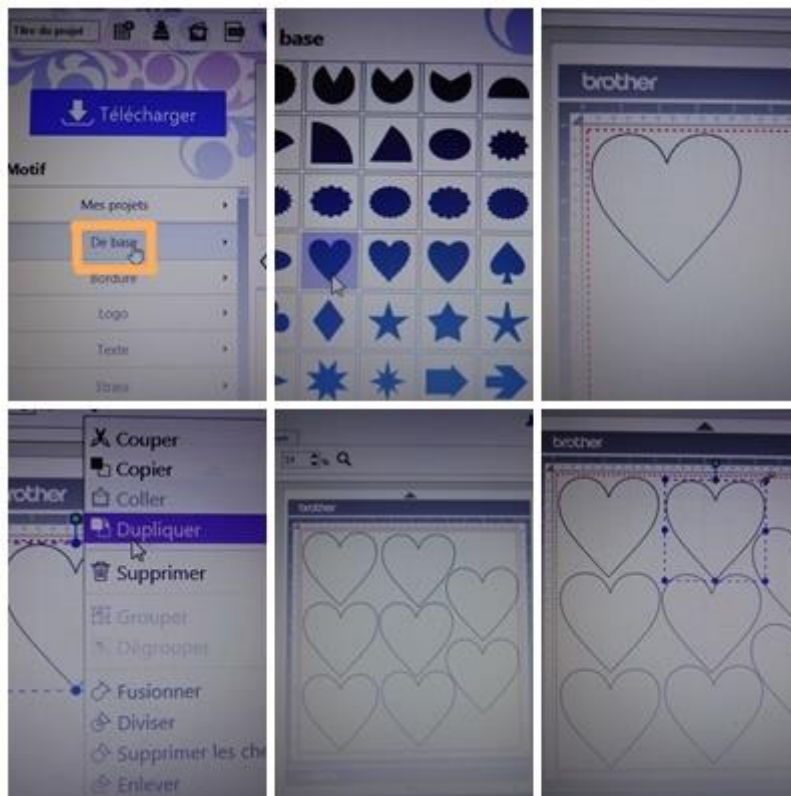 Titre du projet
Télécharger
Motif
Mes projets
De base
Bordure
Logo
Texte
base
brother
Couper
Copier
Coller
Dupliquer
Supprimer
Grouper
Dégrouper
Fusionner
Diviser
Supprimer les che
Enlever
rother
brother
brother